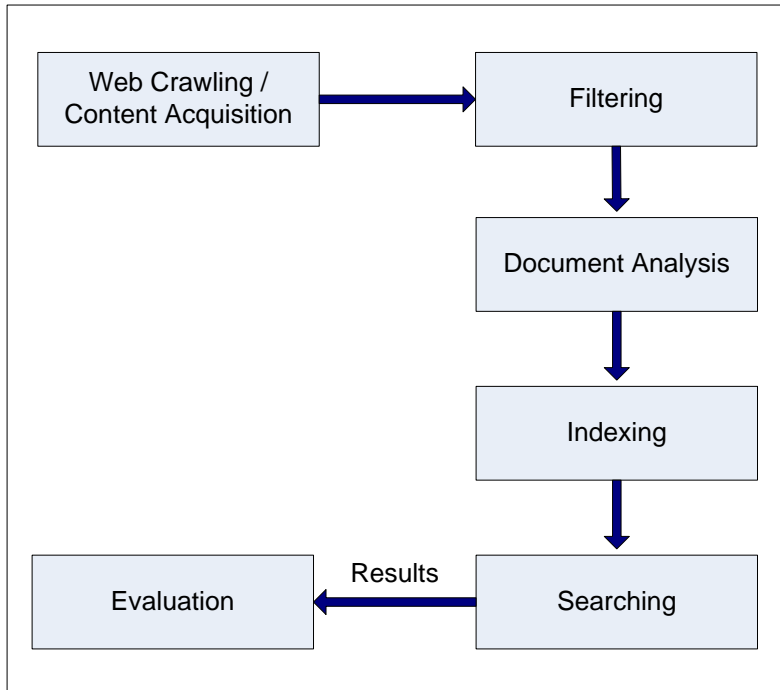 Web Crawling /
Content Acquisition
Filtering
Document Analysis
Indexing
Searching
Results
Evaluation